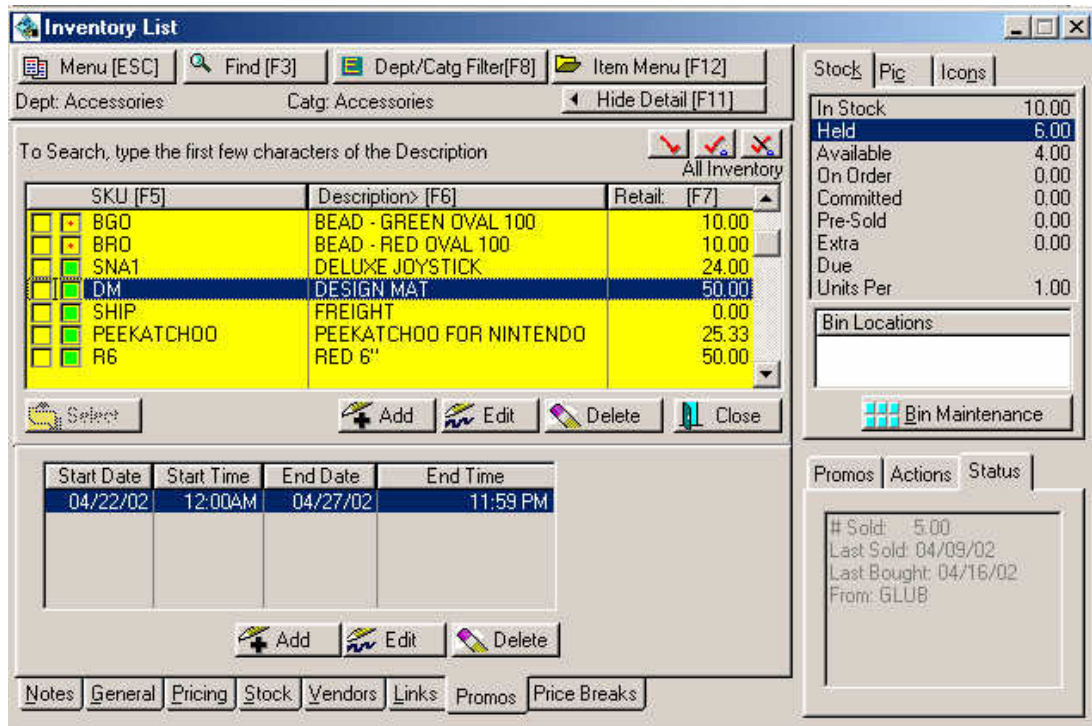 Inventory List
Menu [ESC] Find [F3] Dept/Catg Filter[F8] Item Menu [F12]
Dept: Accessories Catg: Accessories Hide Detail [F11]
To Search, type the first few characters of the Description
All Inventory
SKU [F5] Description> [F6] Retail: [F7]
BGO BEAD - GREEN OVAL 100 10.00
BRO BEAD - RED OVAL 100 10.00
SNA1 DELUXE JOYSTICK 24.00
DM DESIGN MAT 50.00
SHIP FREIGHT 0.00
PEEKATCHOO PEEKATCHOO FOR NINTENDO 25.33
R6 RED 6" 50.00
Select Add Edit Delete Close
Start Date Start Time End Date End Time
04/22/02 12:00AM 04/27/02 11:59 PM
Add Edit Delete
Notes General Pricing Stock Vendors Links Promos Price Breaks
Stock Pic Icons
In Stock 10.00
Held 6.00
Available 4.00
On Order 0.00
Committed 0.00
Pre-Sold 0.00
Extra 0.00
Due
Units Per 1.00
Bin Locations
Bin Maintenance
Promos Actions Status
# Sold: 5.00
Last Sold: 04/09/02
Last Bought: 04/16/02
From: GLUB